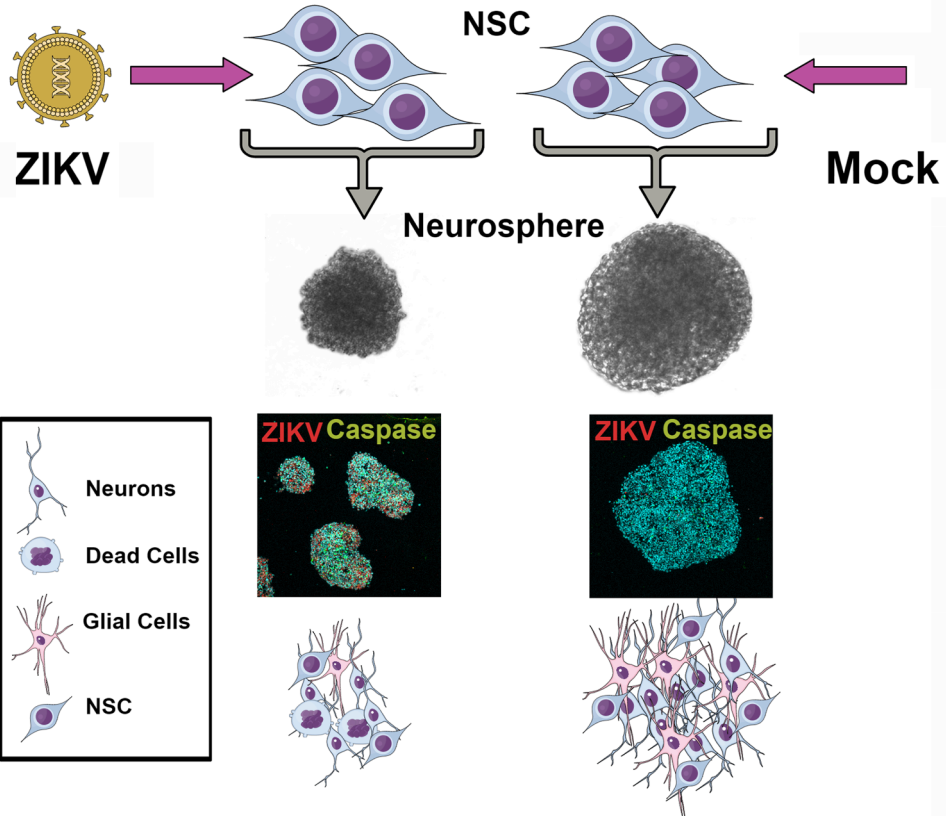 NSC
ZIKV
Mock
Neurosphere
ZIKV Caspase
ZIKV Caspase
Neurons
Dead Cells
Glial Cells
NSC